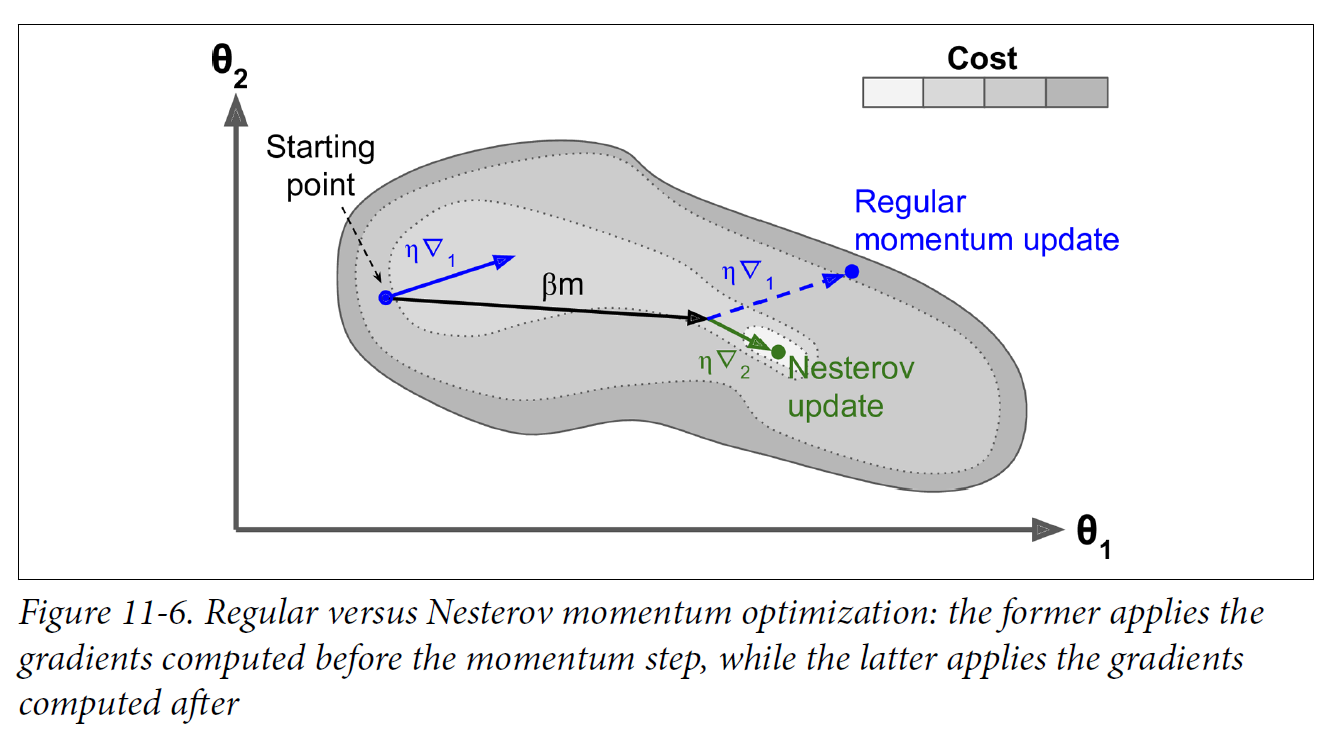 θ2
Cost
Starting
point
Regular
momentum update
η∇1
βm
η∇1
η∇2
Nesterov
update
θ1
Figure 11-6. Regular versus Nesterov momentum optimization: the former applies the
gradients computed before the momentum step, while the latter applies the gradients
computed after